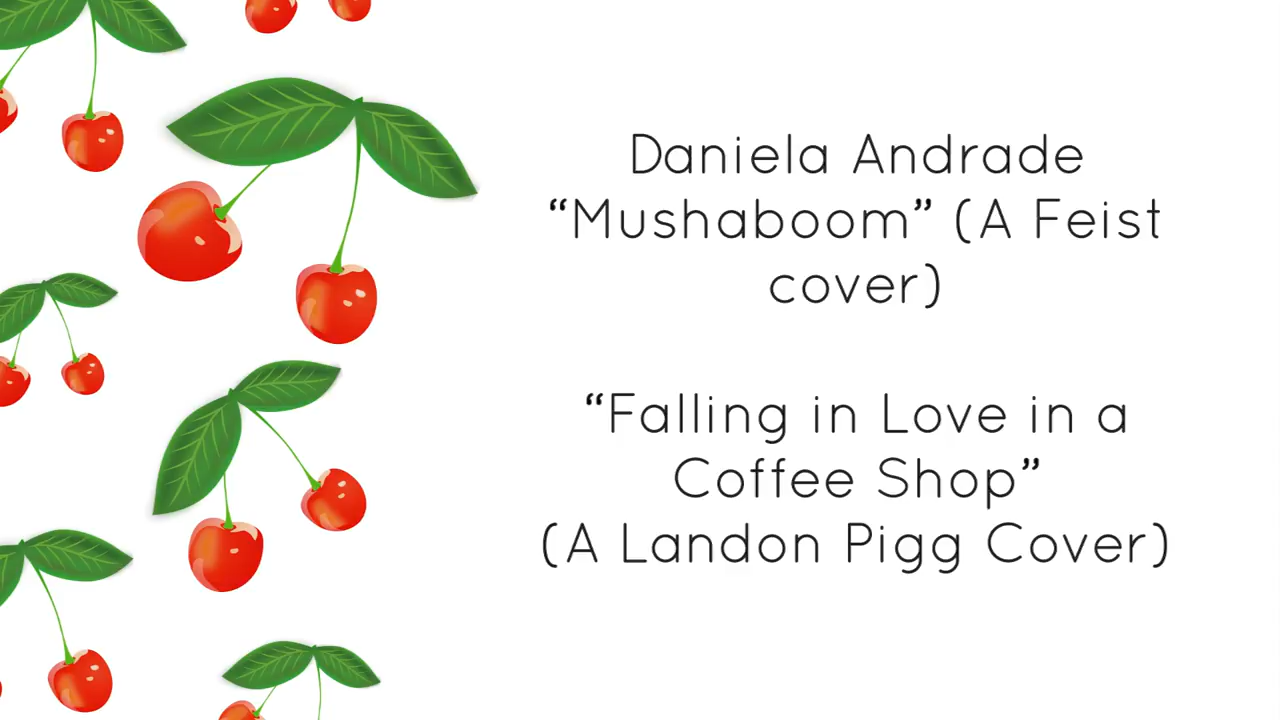 Daniela Andrade
“Mushaboom” (A Feist
cover)
“Falling in Love in a
Coffee Shop”
(A Landon Pigg Cover)